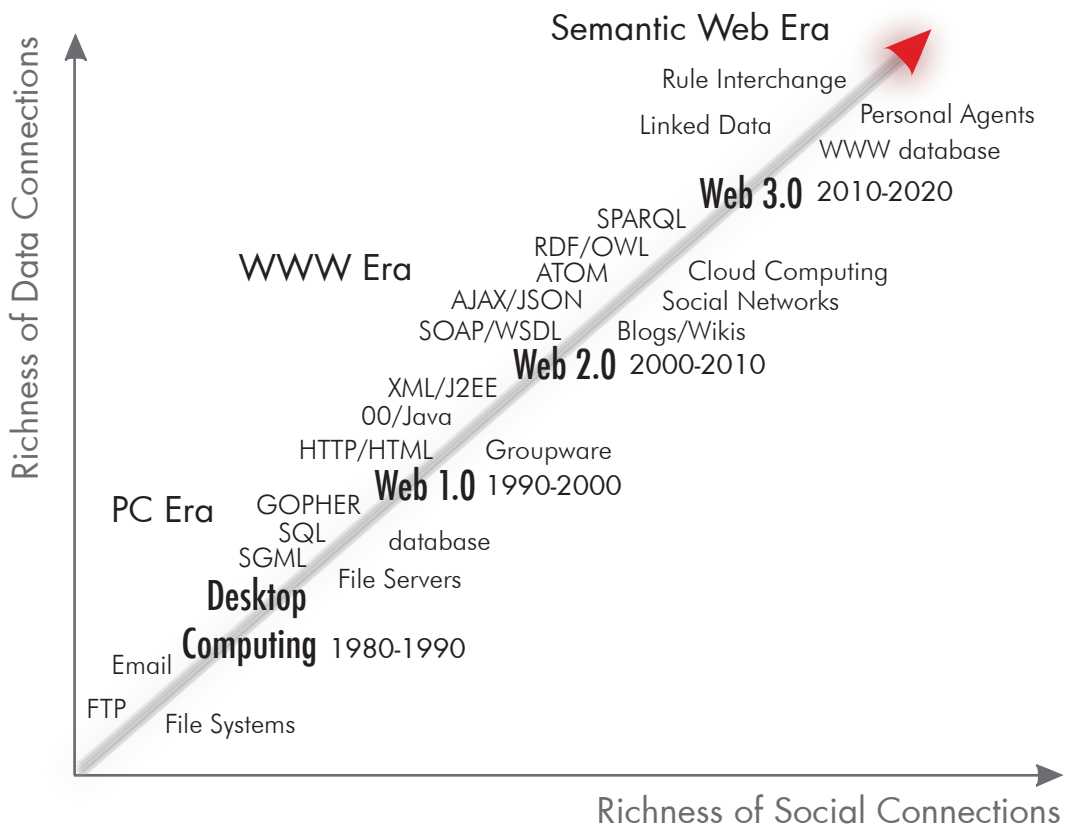 Semantic Web Era
Rule Interchange
Personal Agents
Linked Data
WWW database
Web 3.0 2010-2020
SPARQL
RDF/OWL
WWW Era
ATOM
Cloud Computing
AJAX/JSON
Social Networks
SOAP/WSDL
Blogs/Wikis
Web 2.0 2000-2010
XML/J2EE
00/Java
HTTP/HTML
Groupware
Web 1.0 1990-2000
PC Era
GOPHER
SQL
database
SGML
File Servers
Desktop
Computing 1980-1990
Email
FTP
File Systems
Richness of Data Connections
Richness of Social Connections